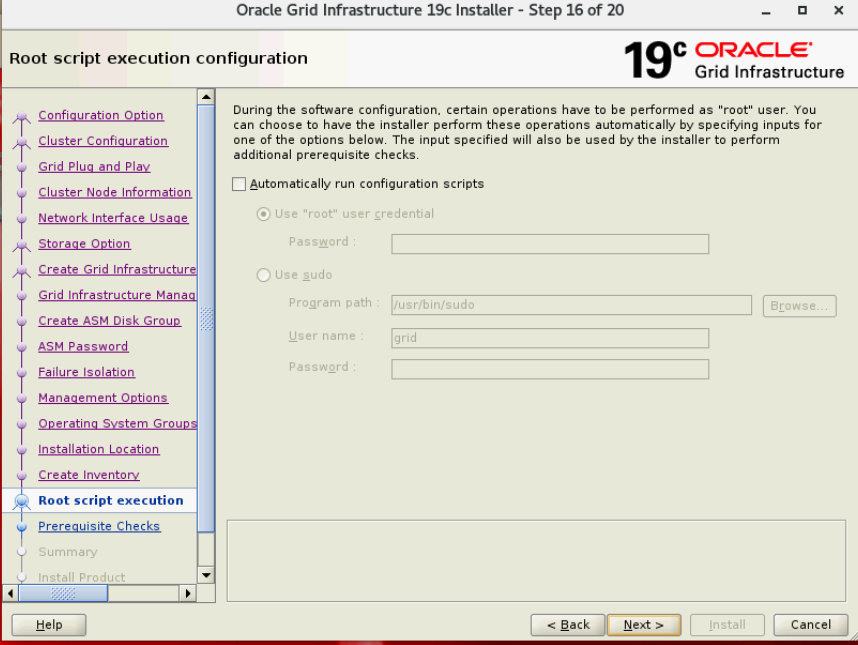 Oracle Grid Infrastructure 19c Installer - Step 16 of 20
Root script execution configuration
19c ORACLE
Grid Infrastructure
Configuration Option
Cluster Configuration
Grid Plug and Play
Cluster Node Information
Network Interface Usage
Storage Option
Create Grid Infrastructure
Grid Infrastructure Manag
Create ASM Disk Group
ASM Password
Failure Isolation
Management Options
Operating System Groups
Installation Location
Create Inventory
Root script execution
Prerequisite Checks
Summary
Install Product
During the software configuration, certain operations have to be performed as "root" user. You
can choose to have the installer perform these operations automatically by specifying inputs for
one of the options below. The input specified will also be used by the installer to perform
additional prerequisite checks.
Automatically run configuration scripts
Use "root" user credential
Password :
Use sudo
Program path : /usr/bin/sudo Browse...
User name : grid
Password :
Help < Back Next > Install Cancel